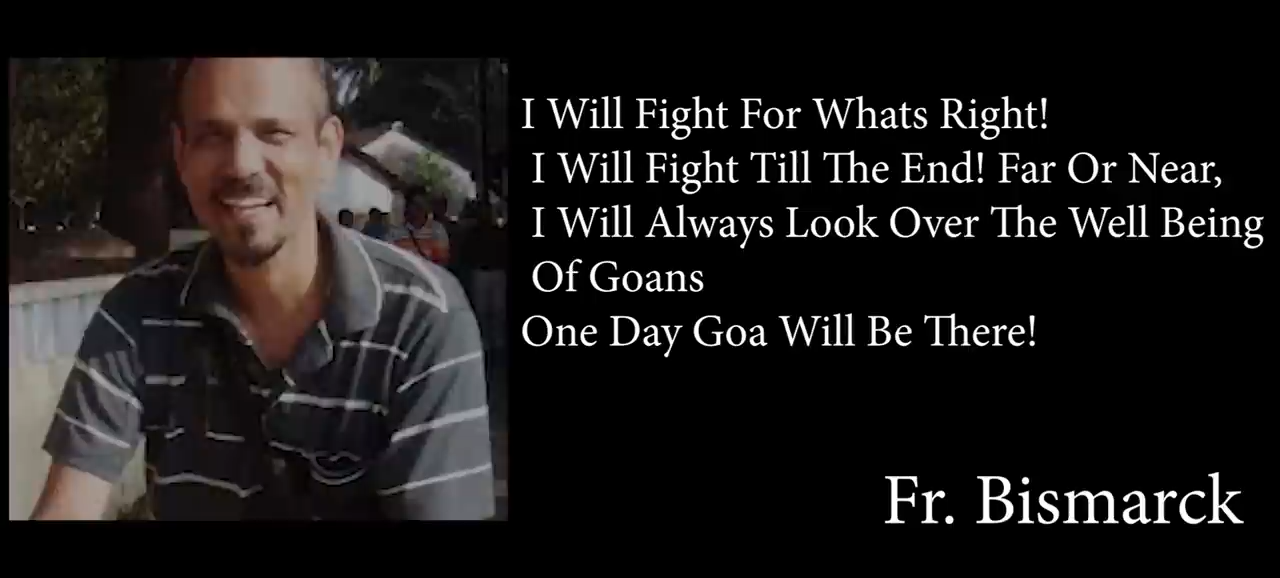 I Will Fight For Whats Right!
I Will Fight Till The End! Far Or Near,
I Will Always Look Over The Well Being
Of Goans
One Day Goa Will Be There!
Fr. Bismarck